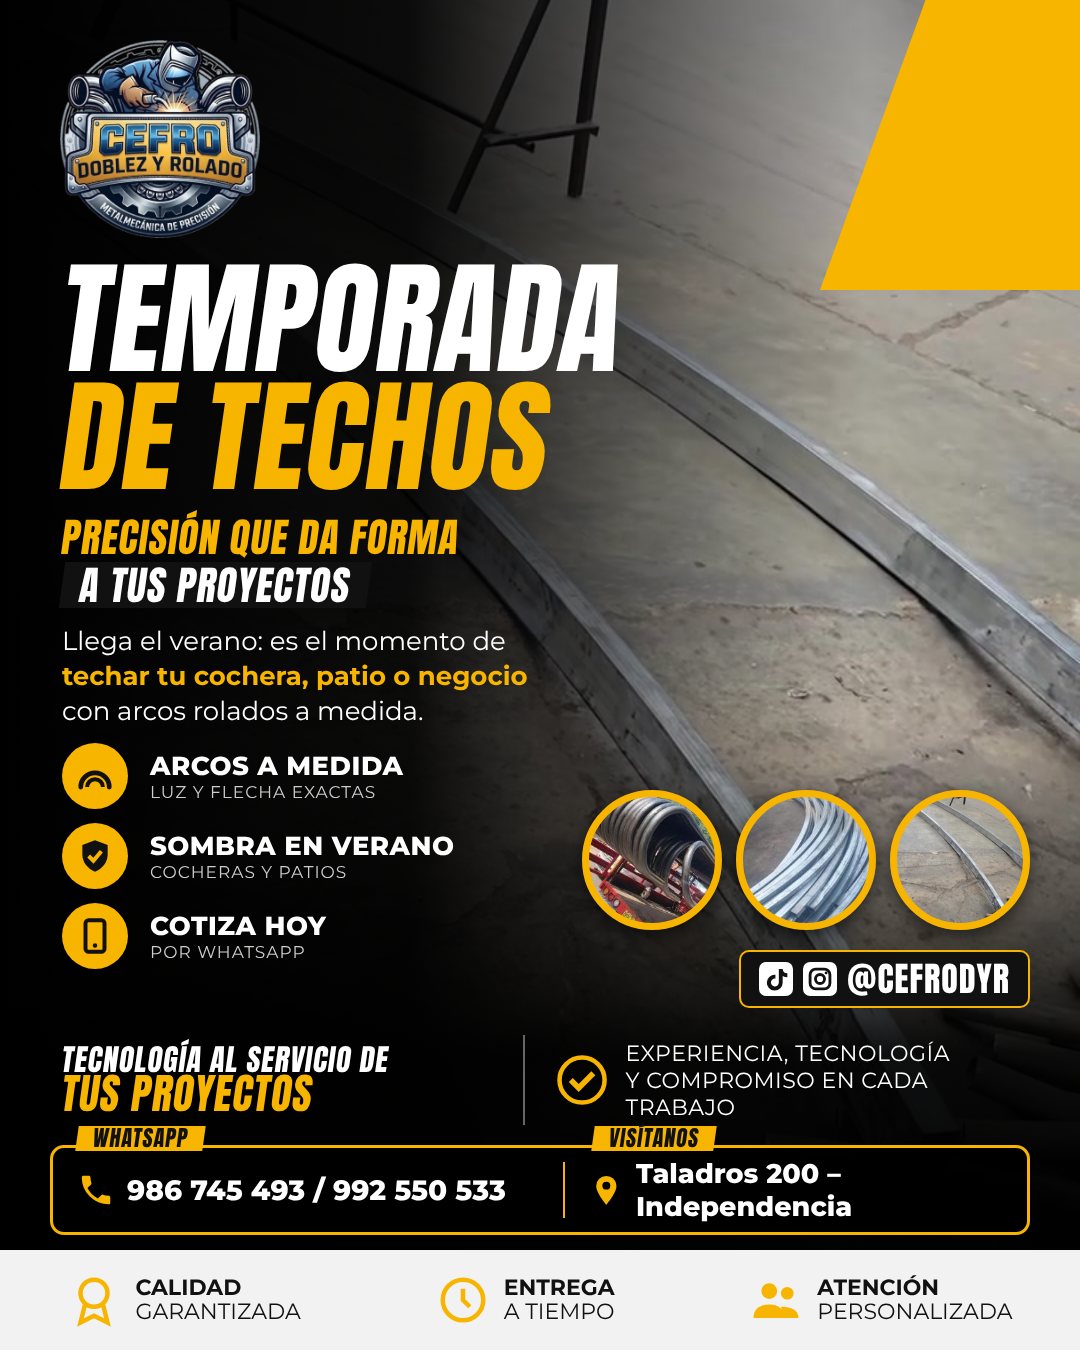 CEFRO
DOBLEZ Y ROLADO
METALMECÁNICA DE PRECISIÓN
TEMPORADA
DE TECHOS
PRECISIÓN QUE DA FORMA
A TUS PROYECTOS
Llega el verano: es el momento de
techar tu cochera, patio o negocio
con arcos rolados a medida.
ARCOS A MEDIDA
LUZ Y FLECHA EXACTAS
SOMBRA EN VERANO
COCHERAS Y PATIOS
COTIZA HOY
POR WHATSAPP
@CEFRODYR
TECNOLOGÍA AL SERVICIO DE
TUS PROYECTOS
EXPERIENCIA, TECNOLOGÍA
Y COMPROMISO EN CADA
TRABAJO
WHATSAPP
986 745 493 / 992 550 533
VISÍTANOS
Taladros 200 –
Independencia
CALIDAD
GARANTIZADA
ENTREGA
A TIEMPO
ATENCIÓN
PERSONALIZADA